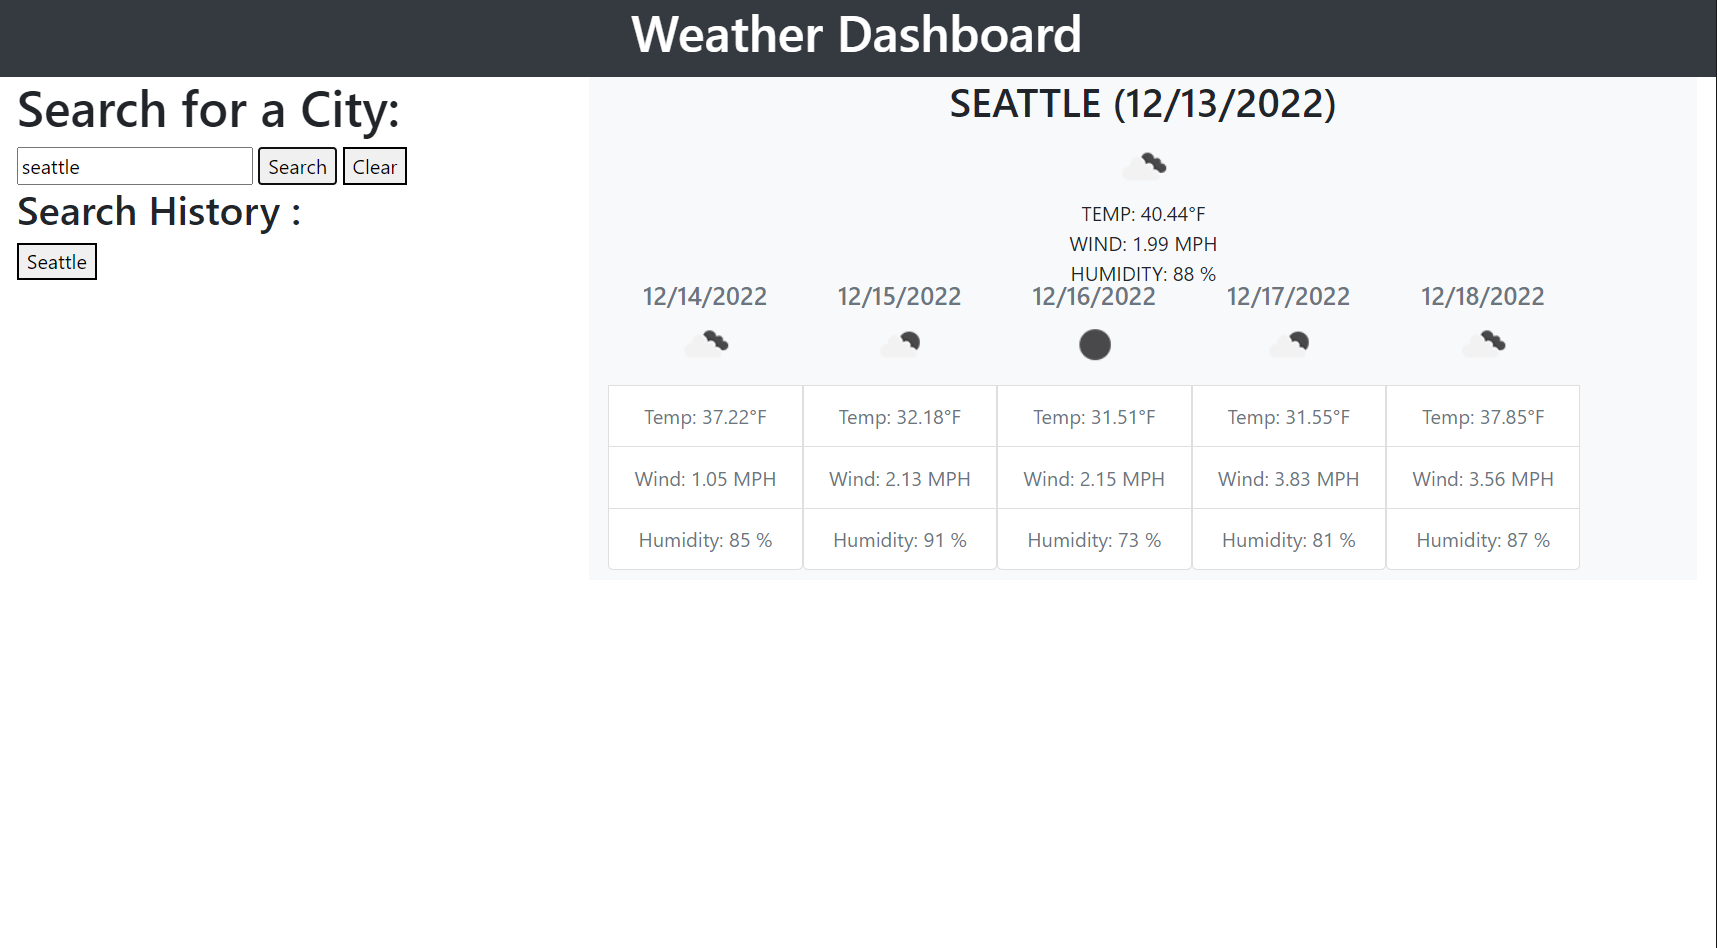 Weather Dashboard
Search for a City:
seattle Search Clear
Search History :
Seattle
SEATTLE (12/13/2022)
TEMP: 40.44°F
WIND: 1.99 MPH
HUMIDITY: 88 %
12/14/2022 12/15/2022 12/16/2022 12/17/2022 12/18/2022
Temp: 37.22°F Temp: 32.18°F Temp: 31.51°F Temp: 31.55°F Temp: 37.85°F
Wind: 1.05 MPH Wind: 2.13 MPH Wind: 2.15 MPH Wind: 3.83 MPH Wind: 3.56 MPH
Humidity: 85 % Humidity: 91 % Humidity: 73 % Humidity: 81 % Humidity: 87 %